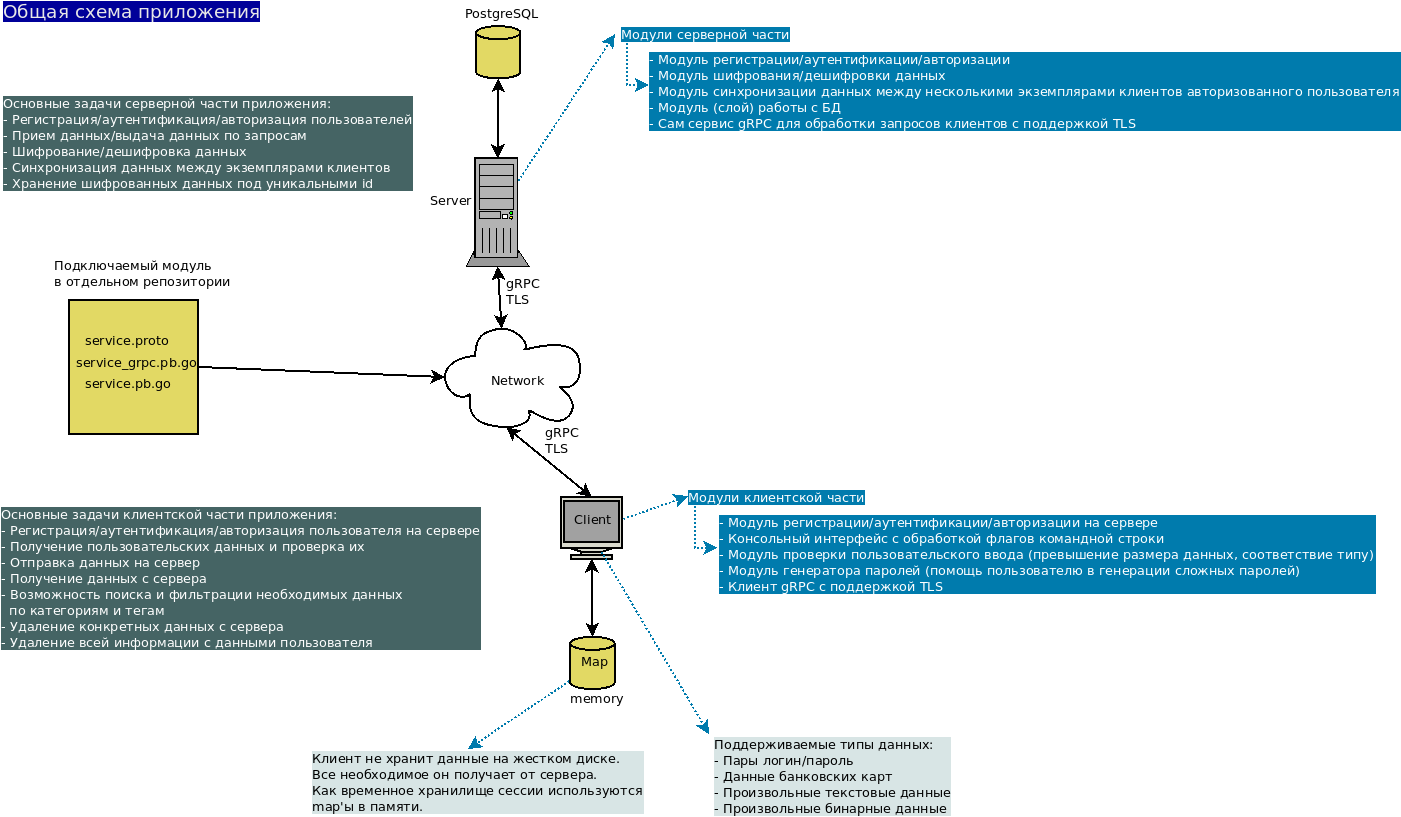 Общая схема приложения
PostgreSQL
Модули серверной части
- Модуль регистрации/аутентификации/авторизации
- Модуль шифрования/дешифровки данных
- Модуль синхронизации данных между несколькими экземплярами клиентов авторизованного пользователя
- Модуль (слой) работы с БД
- Сам сервис gRPC для обработки запросов клиентов с поддержкой TLS
Основные задачи серверной части приложения:
- Регистрация/аутентификация/авторизация пользователей
- Прием данных/выдача данных по запросам
- Шифрование/дешифровка данных
- Синхронизация данных между экземплярами клиентов
- Хранение шифрованных данных под уникальными id
Server
Подключаемый модуль
в отдельном репозитории
gRPC
TLS
service.proto
service_grpc.pb.go
service.pb.go
Network
gRPC
TLS
Client
Модули клиентской части
- Модуль регистрации/аутентификации/авторизации на сервере
- Консольный интерфейс с обработкой флагов командной строки
- Модуль проверки пользовательского ввода (превышение размера данных, соответствие типу)
- Модуль генератора паролей (помощь пользователю в генерации сложных паролей)
- Клиент gRPC с поддержкой TLS
Основные задачи клиентской части приложения:
- Регистрация/аутентификация/авторизация пользователя на сервере
- Получение пользовательских данных и проверка их
- Отправка данных на сервер
- Получение данных с сервера
- Возможность поиска и фильтрации необходимых данных
по категориям и тегам
- Удаление конкретных данных с сервера
- Удаление всей информации с данными пользователя
Map
memory
Клиент не хранит данные на жестком диске.
Все необходимое он получает от сервера.
Как временное хранилище сессии используются
map'ы в памяти.
Поддерживаемые типы данных:
- Пары логин/пароль
- Данные банковских карт
- Произвольные текстовые данные
- Произвольные бинарные данные